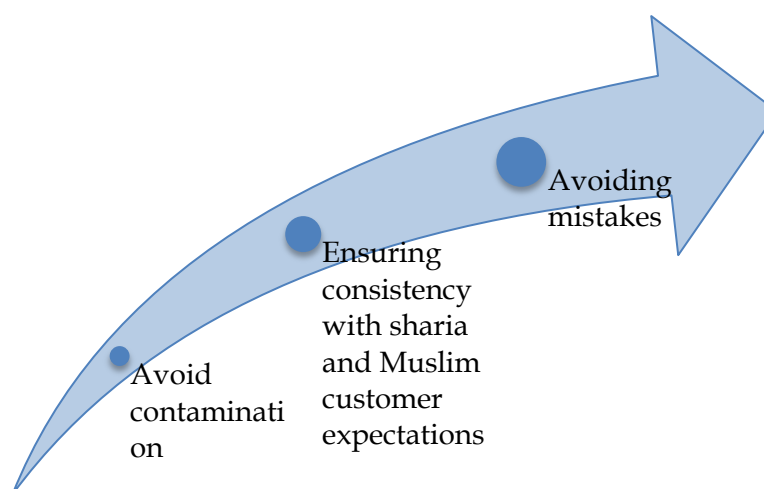 Avoid
contaminati
on
Ensuring
consistency
with sharia
and Muslim
customer
expectations
Avoiding
mistakes